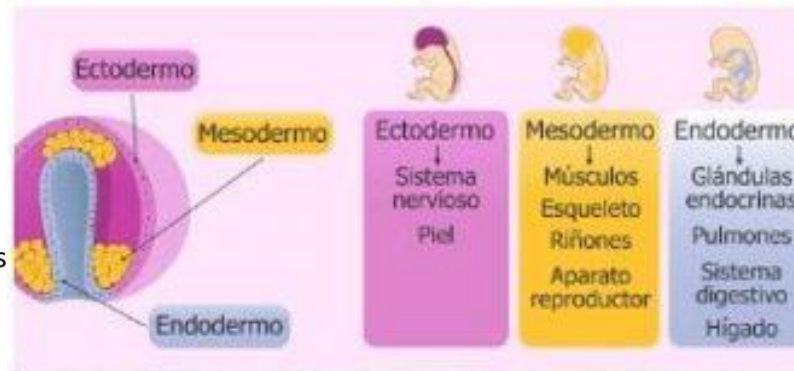 Ectodermo
Mesodermo
s
Endodermo
Ectodermo
↓
Sistema
nervioso
Piel
Mesodermo
↓
Músculos
Esqueleto
Riñones
Aparato
reproductor
Endodermo
↓
Glándulas
endocrinas
Pulmones
Sistema
digestivo
Hígado